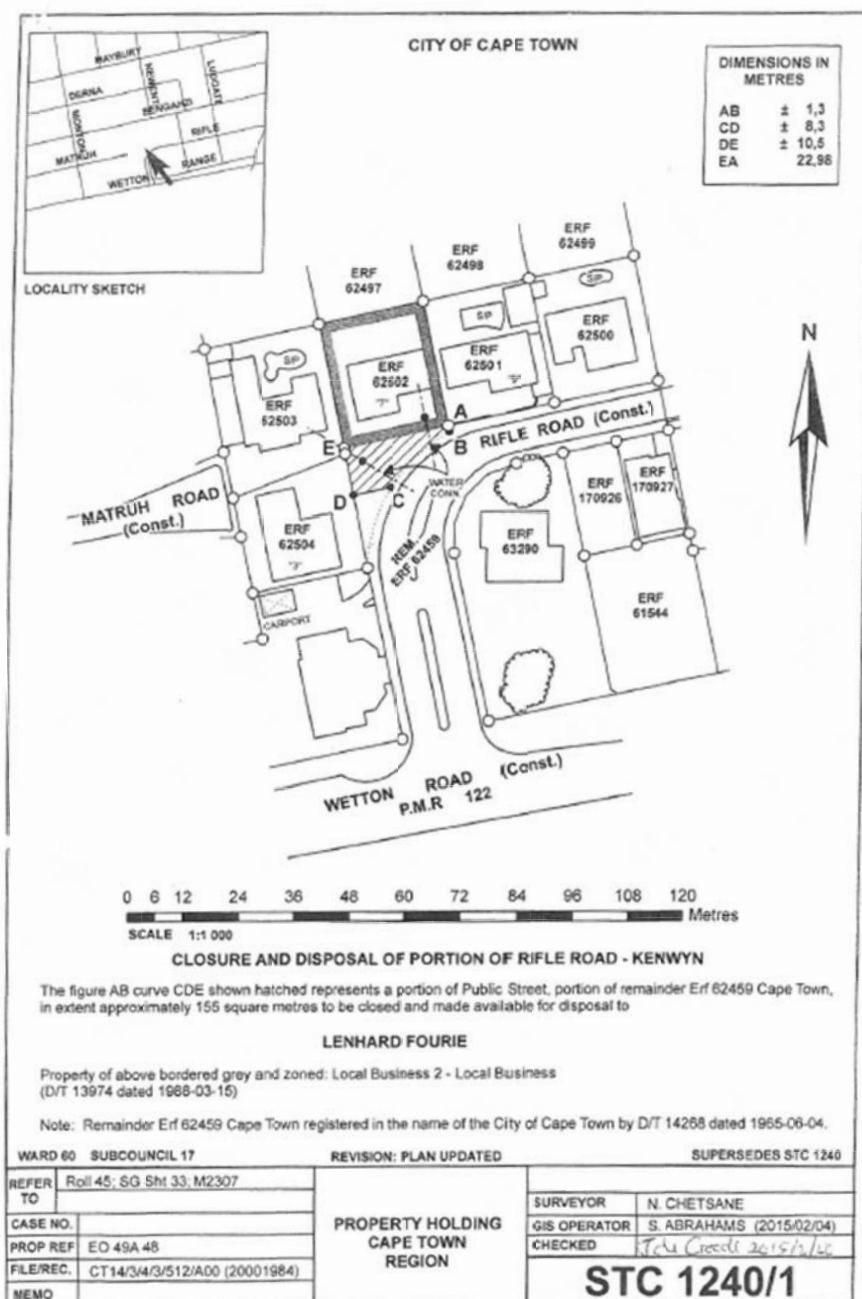 CITY OF CAPE TOWN
MAYBURY
DERNA
NEWENT
LUDGATE
BENGAHZI
MONTON
RIFLE
MATRUH
RANGE
WETTON
LOCALITY SKETCH
DIMENSIONS IN
METRES
AB ± 1,3
CD ± 8,3
DE ± 10,5
EA 22,98
ERF
62497
ERF
62498
ERF
62499
SP
SP
SP
ERF
62503
ERF
62502
ERF
62501
ERF
62500
N
A
B
E
D
C
RIFLE ROAD (Const.)
WATER
CONN.
MATRUH ROAD
(Const.)
ERF
62504
REM.
ERF 62459
ERF
63290
ERF
170926
ERF
170927
ERF
61544
CARPORT
WETTON ROAD (Const.)
P.M.R 122
0 6 12 24 36 48 60 72 84 96 108 120
Metres
SCALE 1:1 000
CLOSURE AND DISPOSAL OF PORTION OF RIFLE ROAD - KENWYN
The figure AB curve CDE shown hatched represents a portion of Public Street, portion of remainder Erf 62459 Cape Town,
in extent approximately 155 square metres to be closed and made available for disposal to
LENHARD FOURIE
Property of above bordered grey and zoned: Local Business 2 - Local Business
(D/T 13974 dated 1988-03-15)
Note: Remainder Erf 62459 Cape Town registered in the name of the City of Cape Town by D/T 14268 dated 1965-06-04.
WARD 60 SUBCOUNCIL 17 REVISION: PLAN UPDATED SUPERSEDES STC 1240
REFER
TO
Roll 45; SG Sht 33; M2307
CASE NO.
PROP REF EO 49A 48
FILE/REC. CT14/3/4/3/512/A00 (20001984)
MEMO
PROPERTY HOLDING
CAPE TOWN
REGION
SURVEYOR N. CHETSANE
GIS OPERATOR S. ABRAHAMS (2015/02/04)
CHECKED
STC 1240/1